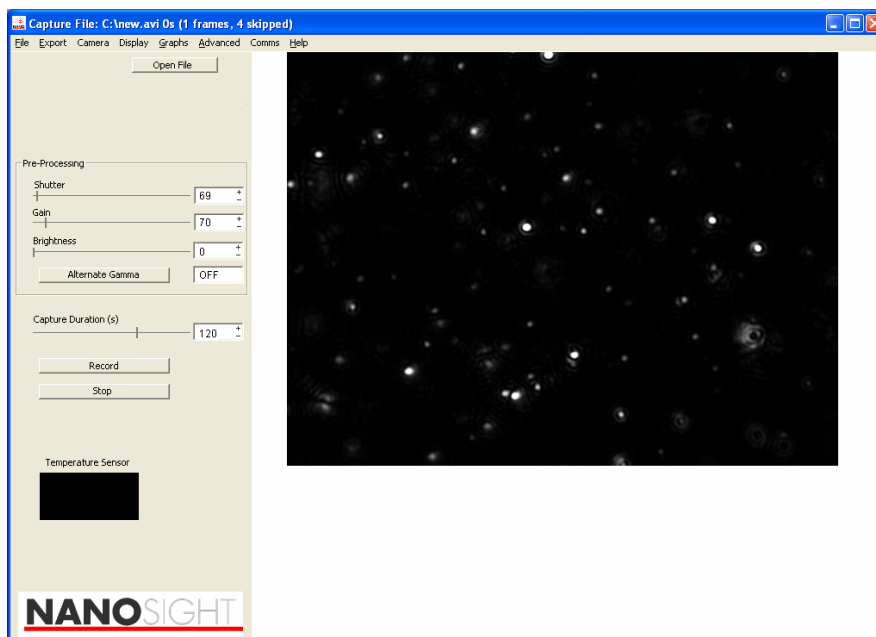 Capture File: C:\new.avi 0s (1 frames, 4 skipped)
File Export Camera Display Graphs Advanced Comms Help
Open File
Pre-Processing
Shutter
69
Gain
70
Brightness
0
Alternate Gamma OFF
Capture Duration (s)
120
Record
Stop
Temperature Sensor
NANOSIGHT